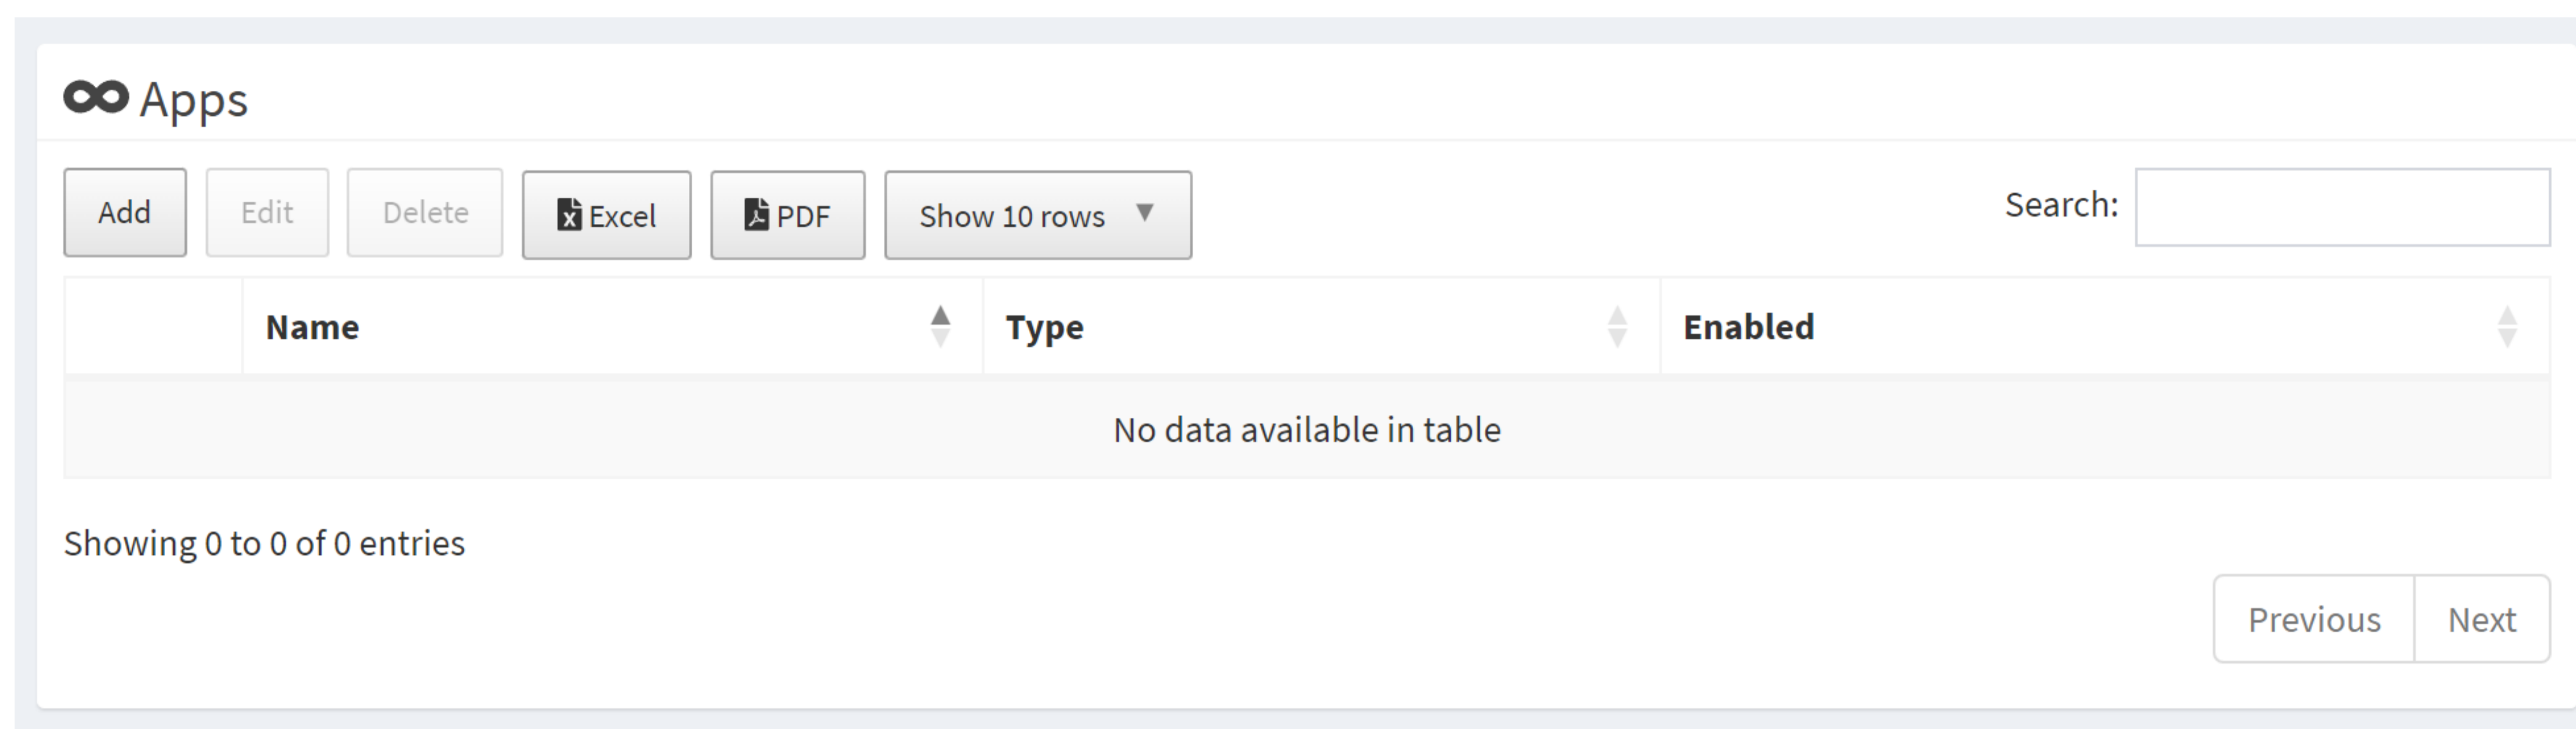 Apps
Add Edit Delete Excel PDF Show 10 rows Search:
Name Type Enabled
No data available in table
Showing 0 to 0 of 0 entries
Previous Next